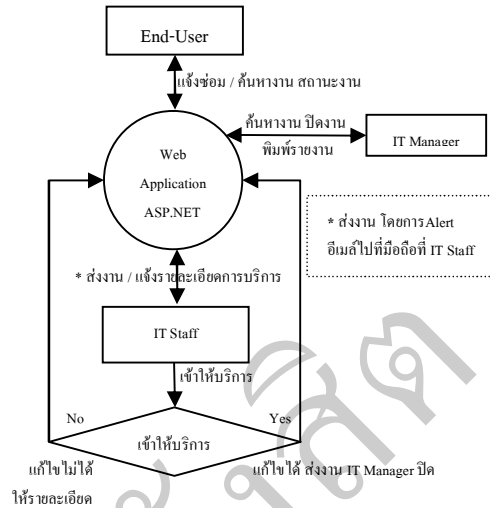 End-User
แจ้งซ่อม / ค้นหางาน สถานะงาน
ค้นหางาน ปิดงาน
พิมพ์รายงาน
IT Manager
Web
Application
ASP.NET
* ส่งงาน โดยการAlert
อีเมล์ไปที่มือถือที่ IT Staff
* ส่งงาน / แจ้งรายละเอียดการบริการ
IT Staff
เข้าให้บริการ
No
Yes
เข้าให้บริการ
แก้ไขไม่ได้
ให้รายละเอียด
แก้ไขได้ ส่งงาน IT Manager ปิด